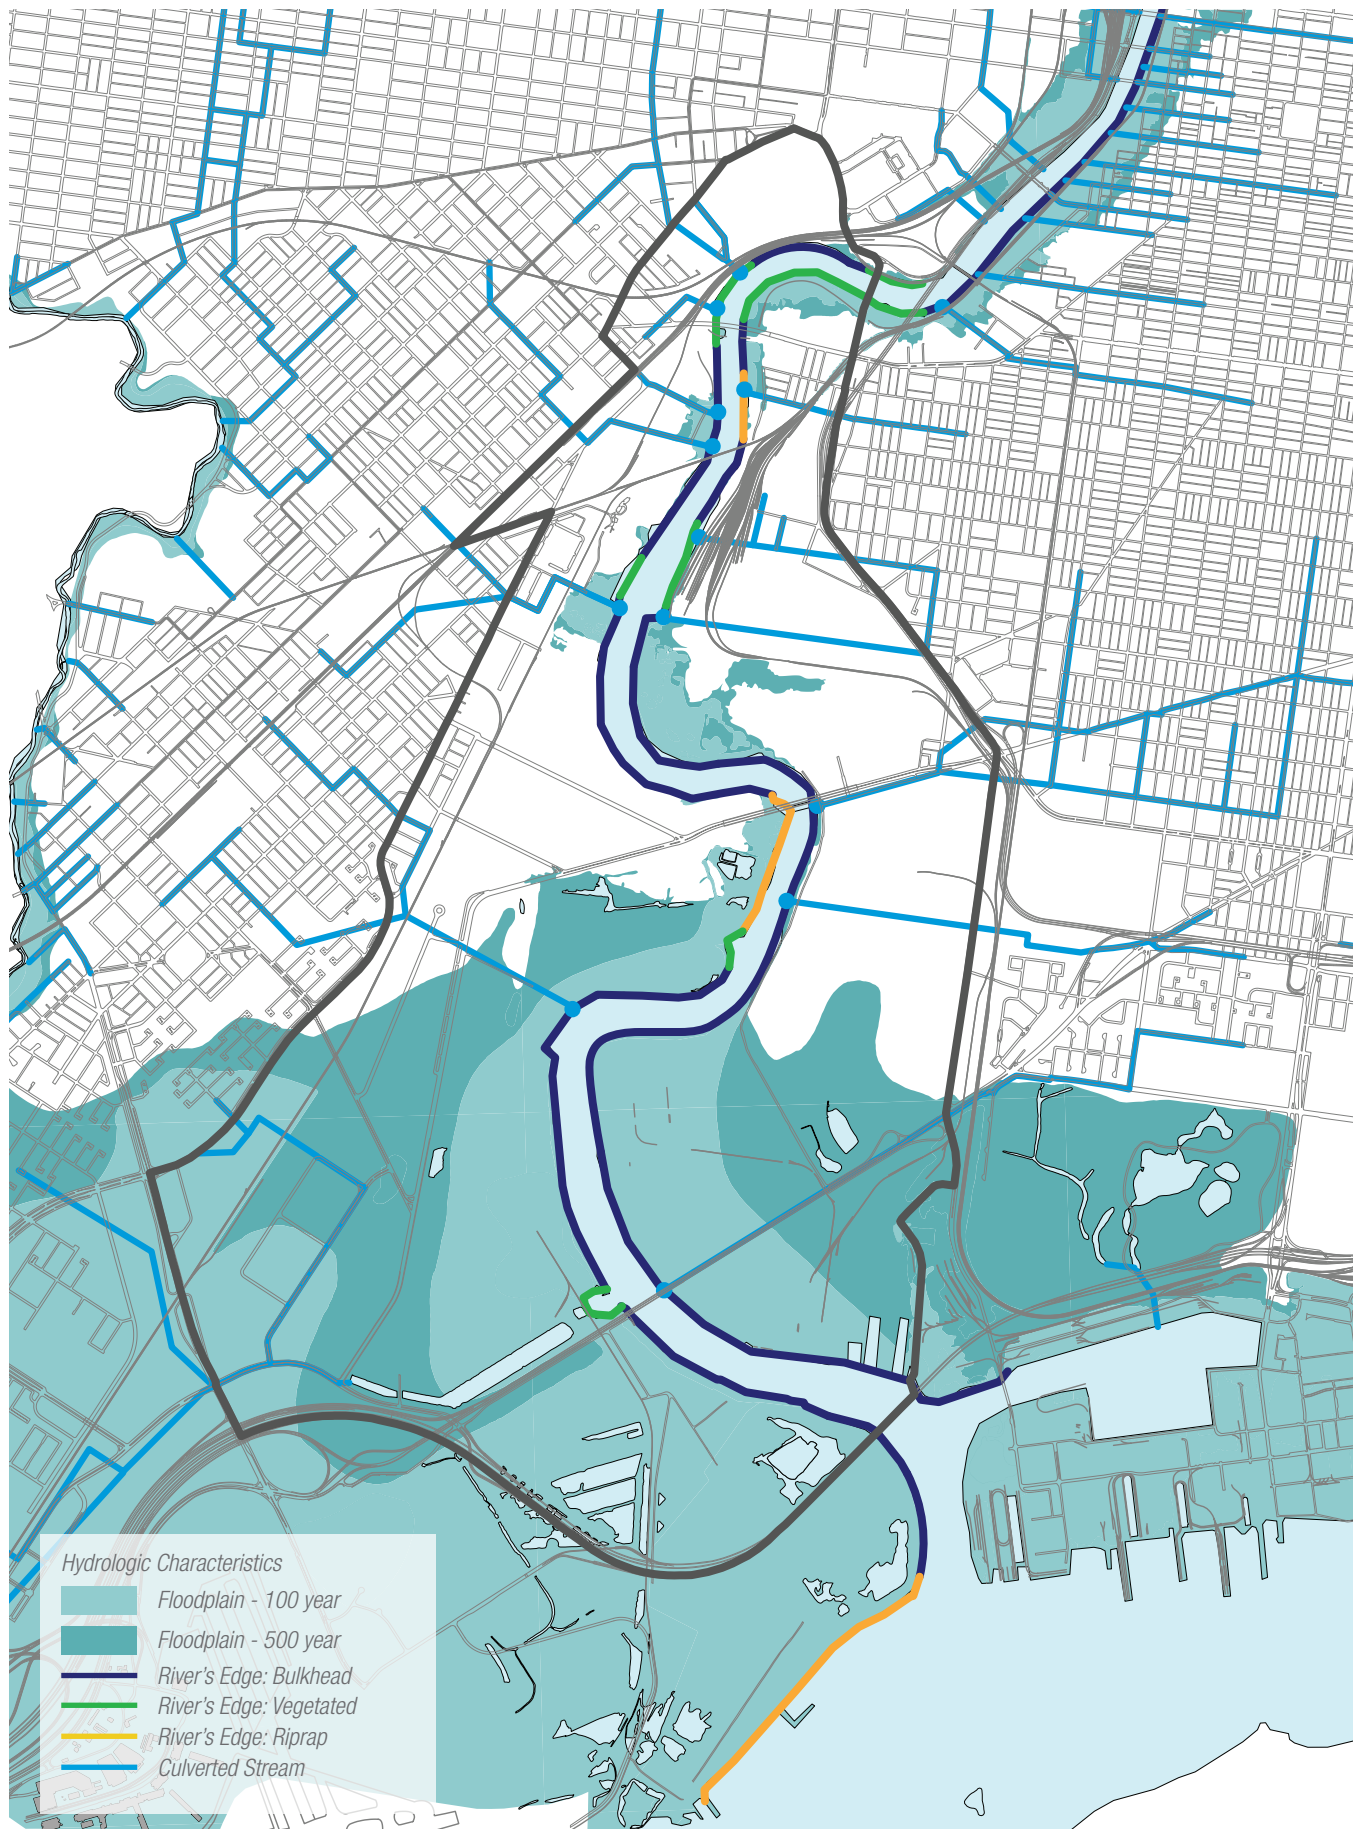 Hydrologic Characteristics
Floodplain - 100 year
Floodplain - 500 year
River's Edge: Bulkhead
River's Edge: Vegetated
River's Edge: Riprap
Culverted Stream